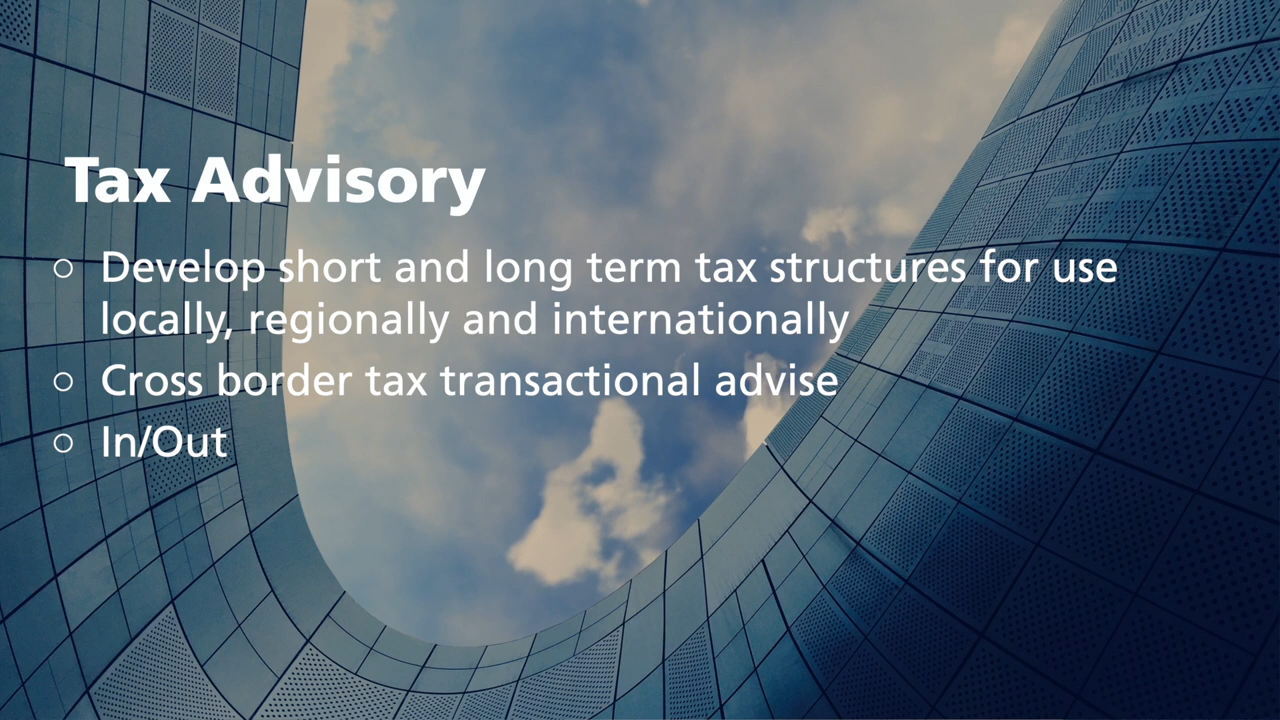 Tax Advisory
○ Develop short and long term tax structures for use
locally, regionally and internationally
○ Cross border tax transactional advise
○ In/Out